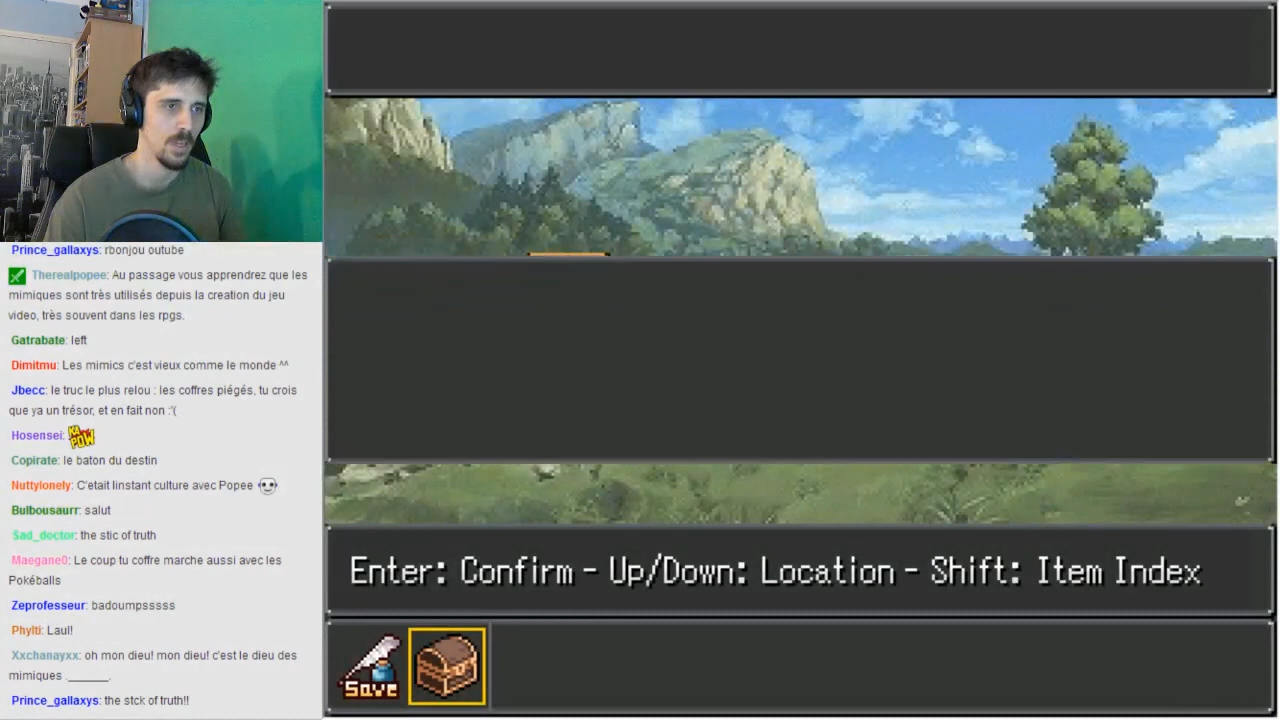 Prince_gallaxys: rbonjou outube
Therealpopee: Au passage vous apprendrez que les
mimiques sont très utilisés depuis la creation du jeu
video, très souvent dans les rpgs.
Gatrabate: left
Dimitmu: Les mimics c'est vieux comme le monde ^^
Jbecc: le truc le plus relou : les coffres piégés, tu crois
que ya un trésor, et en fait non :'(
Hosensei: KA POW
Copirate: le baton du destin
Nuttylonely: C'etait linstant culture avec Popee
Bulbousaurr: salut
Sad_doctor: the stic of truth
Maegane0: Le coup tu coffre marche aussi avec les
Pokéballs
Zeprofesseur: badoumpsssss
Phylti: Laul!
Xxchanayxx: oh mon dieu! mon dieu! c'est le dieu des
mimiques ._______.
Prince_gallaxys: the stck of truth!!
Enter: Confirm - Up/Down: Location - Shift: Item Index
Save